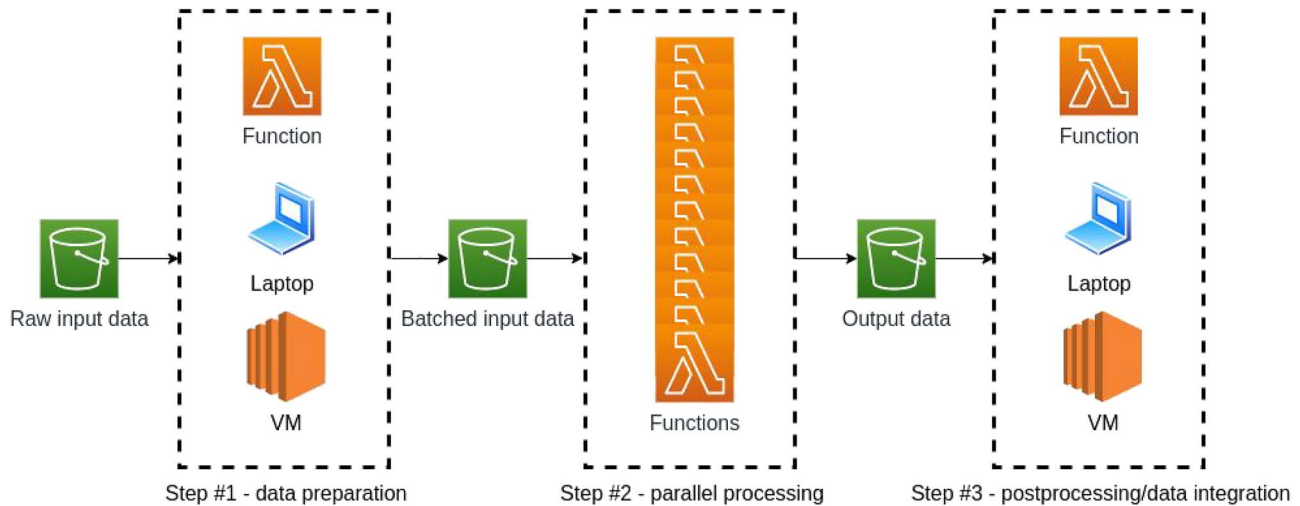 Function
Laptop
VM
Raw input data
Step #1 - data preparation
Batched input data
Functions
Step #2 - parallel processing
Output data
Function
Laptop
VM
Step #3 - postprocessing/data integration